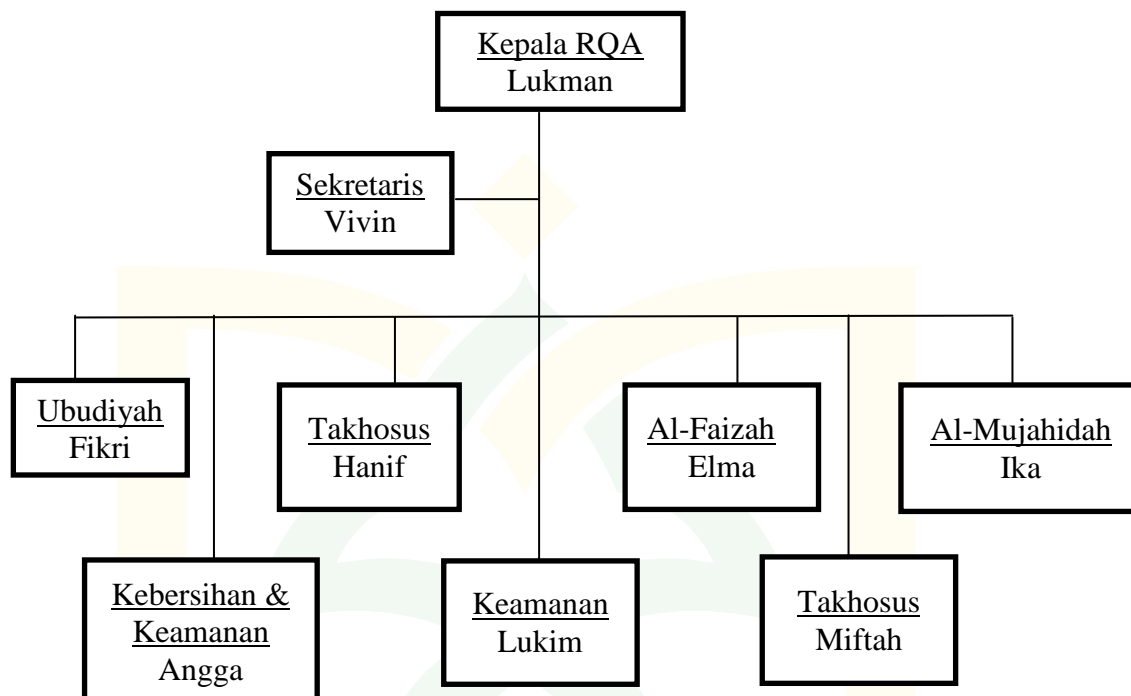 Kepala RQA
Lukman
Sekretaris
Vivin
Ubudiyah
Fikri
Takhosus
Hanif
Al-Faizah
Elma
Al-Mujahidah
Ika
Kebersihan &
Keamanan
Angga
Keamanan
Lukim
Takhosus
Miftah